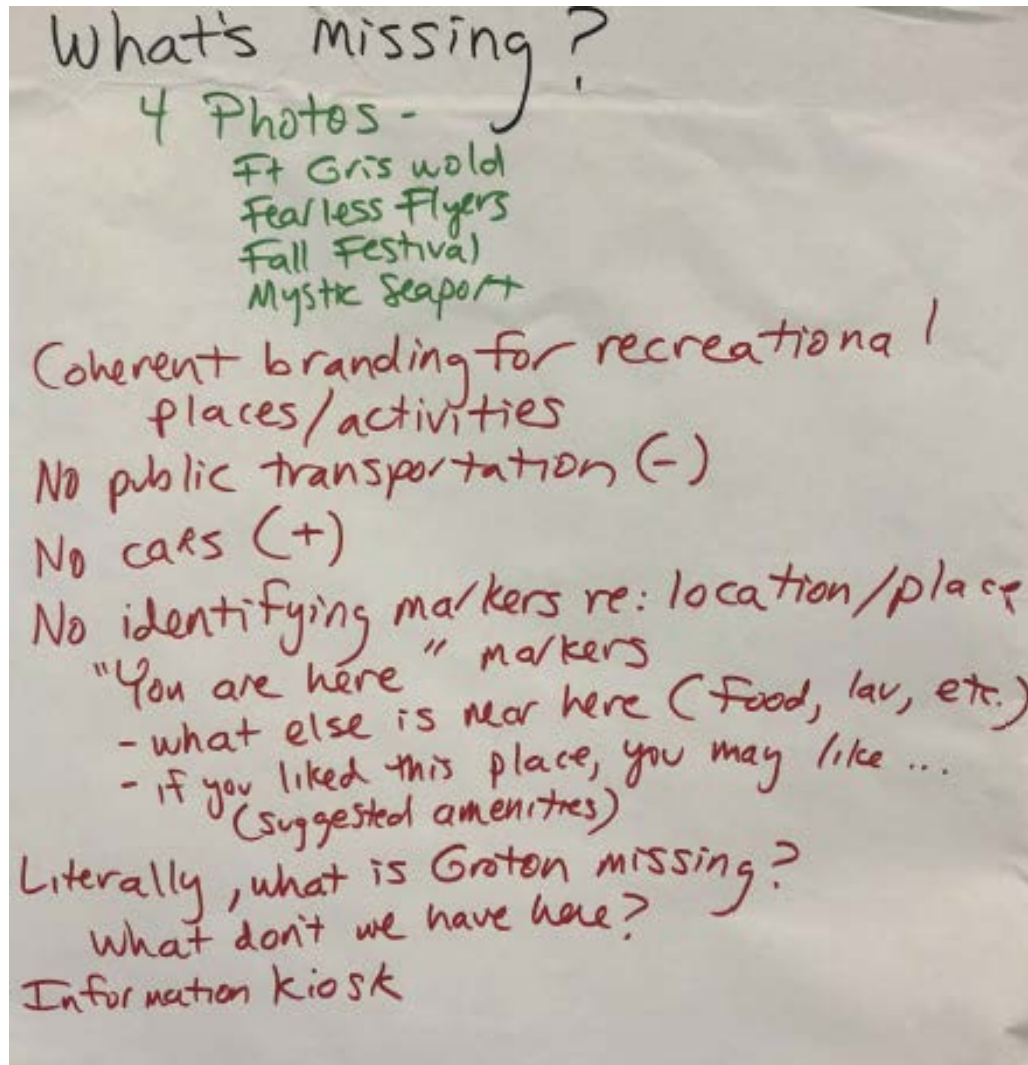 What's missing?
4 Photos -
Ft Griswold
Fearless Flyers
Fall Festival
Mystic Seaport
Coherent branding for recreational
places/activities
No public transportation (-)
No cars (+)
No identifying markers re: location/place
"You are here" markers
- what else is near here (food, lav, etc.)
- if you liked this place, you may like ...
(suggested amenities)
Literally, what is Groton missing?
What don't we have here?
Information kiosk